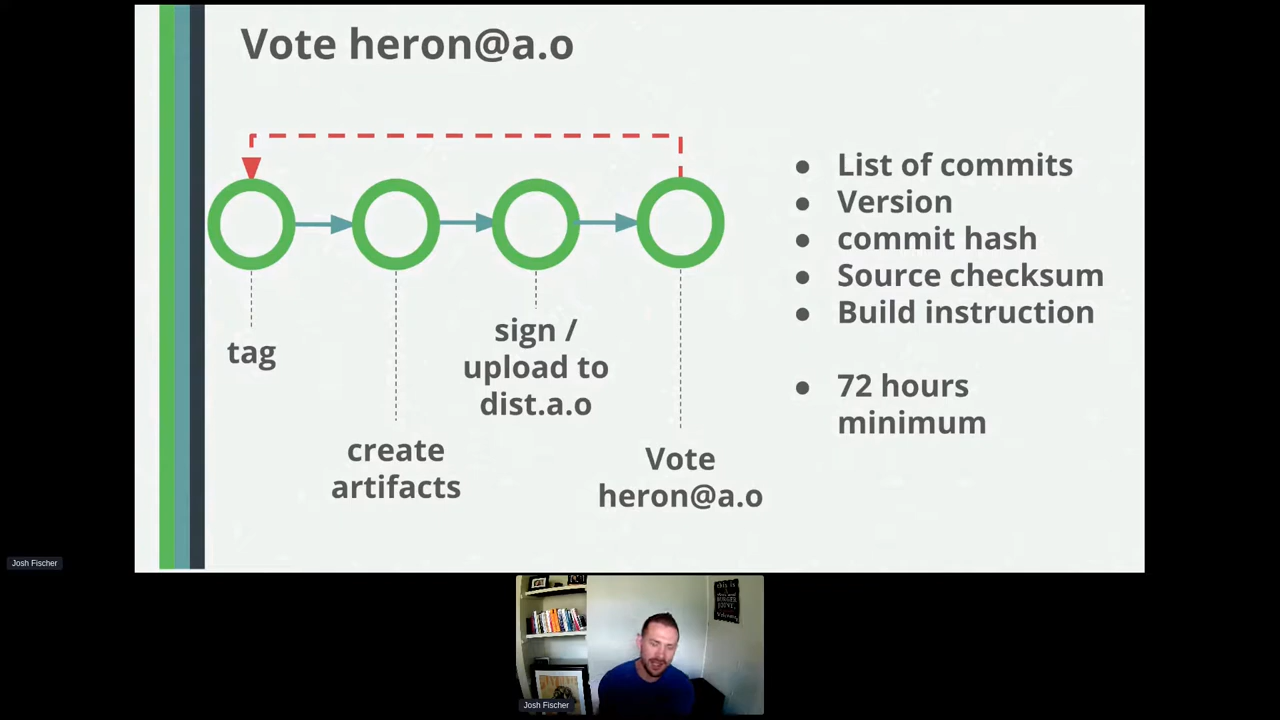 Vote heron@a.o
List of commits
Version
commit hash
Source checksum
Build instruction
72 hours
minimum
tag
create
artifacts
sign /
upload to
dist.a.o
Vote
heron@a.o
Josh Fischer
Josh Fischer